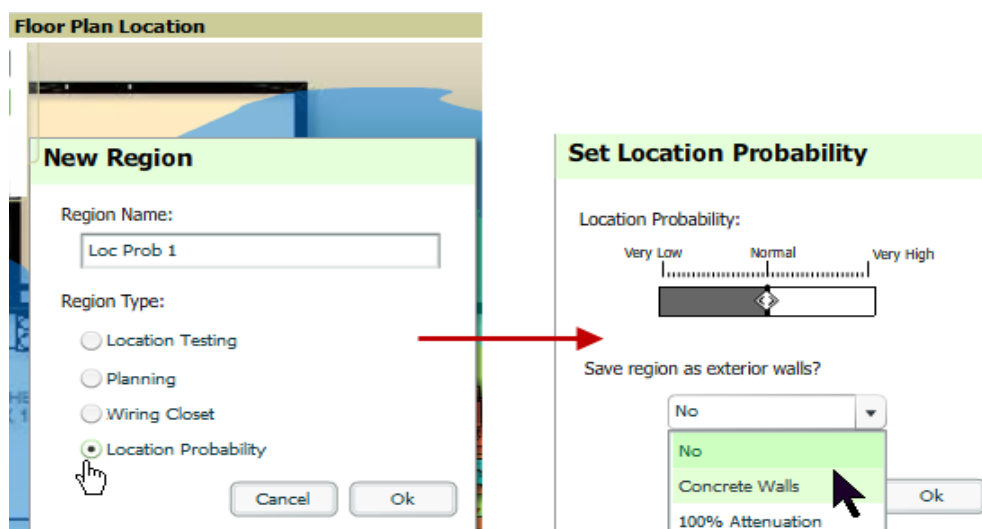 Floor Plan Location
New Region
Region Name:
Loc Prob 1
Region Type:
Location Testing
Planning
Wiring Closet
Location Probability
Cancel Ok
Set Location Probability
Location Probability:
Very Low Normal Very High
Save region as exterior walls?
No
No
Concrete Walls
100% Attenuation
Ok